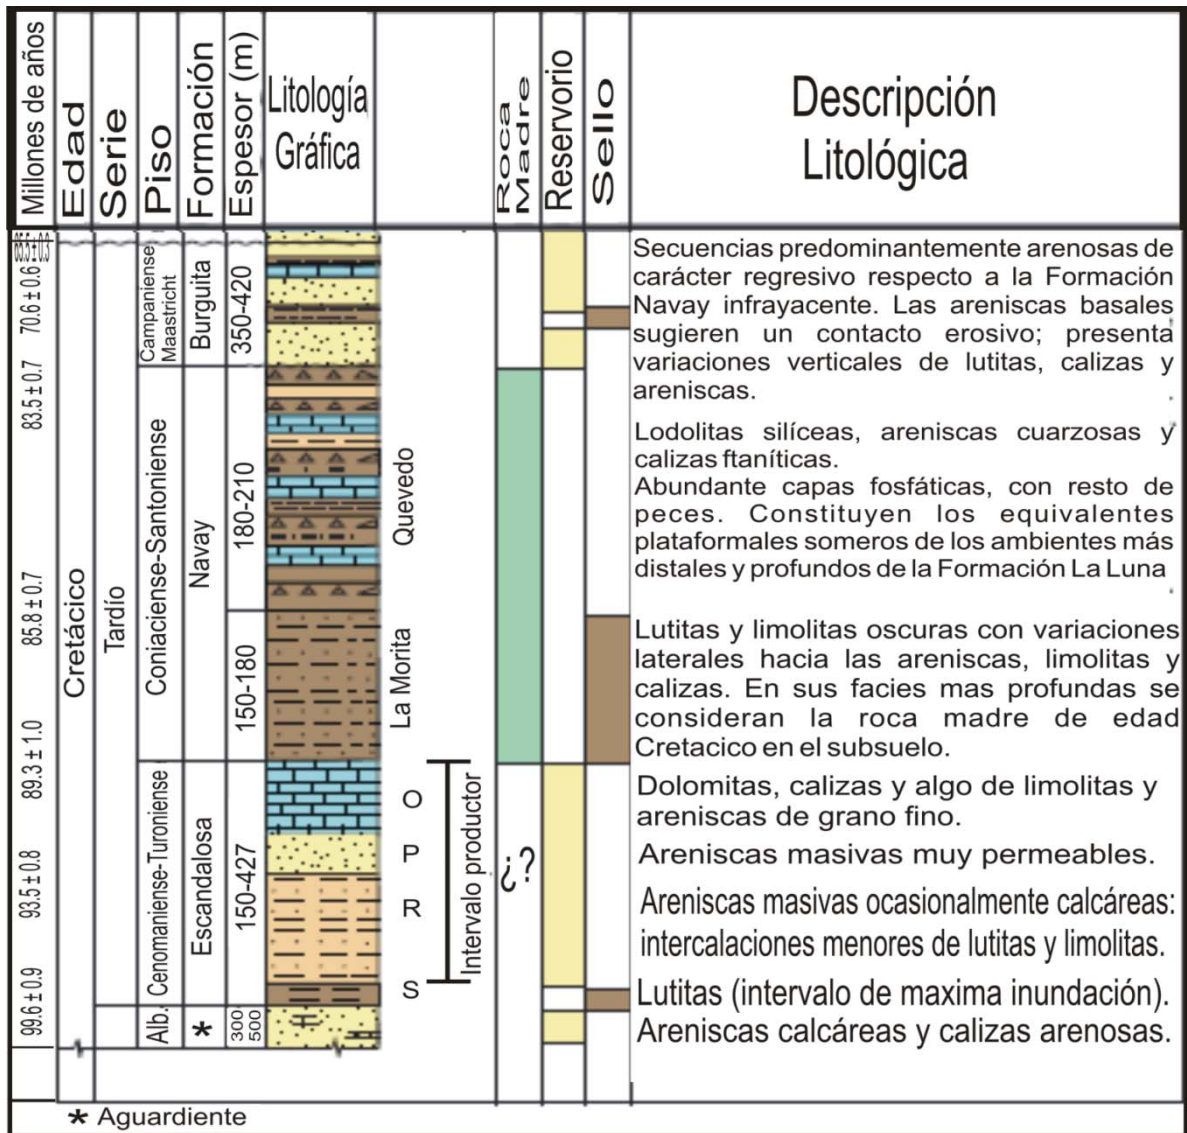 Millones de años
Edad
Serie
Piso
Formación
Espesor (m)
Litología
Gráfica
Roca
Madre
Reservorio
Sello
Descripción
Litológica
65.5 ± 0.3
70.6 ± 0.6
83.5 ± 0.7
85.8 ± 0.7
89.3 ± 1.0
93.5 ± 0.8
99.6 ± 0.9
Cretácico
Tardío
Campaniense
Maastricht
Burguita
350-420
Coniaciense-Santoniense
Navay
180-210
Quevedo
150-180
La Morita
Cenomaniense-Turoniense
Escandalosa
150-427
O
P
R
S
Intervalo productor
¿?
Alb.
*
300
500
Secuencias predominantemente arenosas de
carácter regresivo respecto a la Formación
Navay infrayacente. Las areniscas basales
sugieren un contacto erosivo; presenta
variaciones verticales de lutitas, calizas y
areniscas.
Lodolitas silíceas, areniscas cuarzosas y
calizas ftaníticas.
Abundante capas fosfáticas, con resto de
peces. Constituyen los equivalentes
plataformales someros de los ambientes más
distales y profundos de la Formación La Luna
Lutitas y limolitas oscuras con variaciones
laterales hacia las areniscas, limolitas y
calizas. En sus facies mas profundas se
consideran la roca madre de edad
Cretacico en el subsuelo.
Dolomitas, calizas y algo de limolitas y
areniscas de grano fino.
Areniscas masivas muy permeables.
Areniscas masivas ocasionalmente calcáreas:
intercalaciones menores de lutitas y limolitas.
Lutitas (intervalo de maxima inundación).
Areniscas calcáreas y calizas arenosas.
* Aguardiente